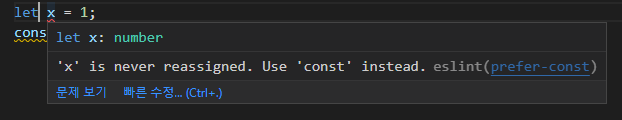 let x = 1;
cons
let x: number
'x' is never reassigned. Use 'const' instead. eslint(prefer-const)
문제 보기 빠른 수정... (Ctrl+.)